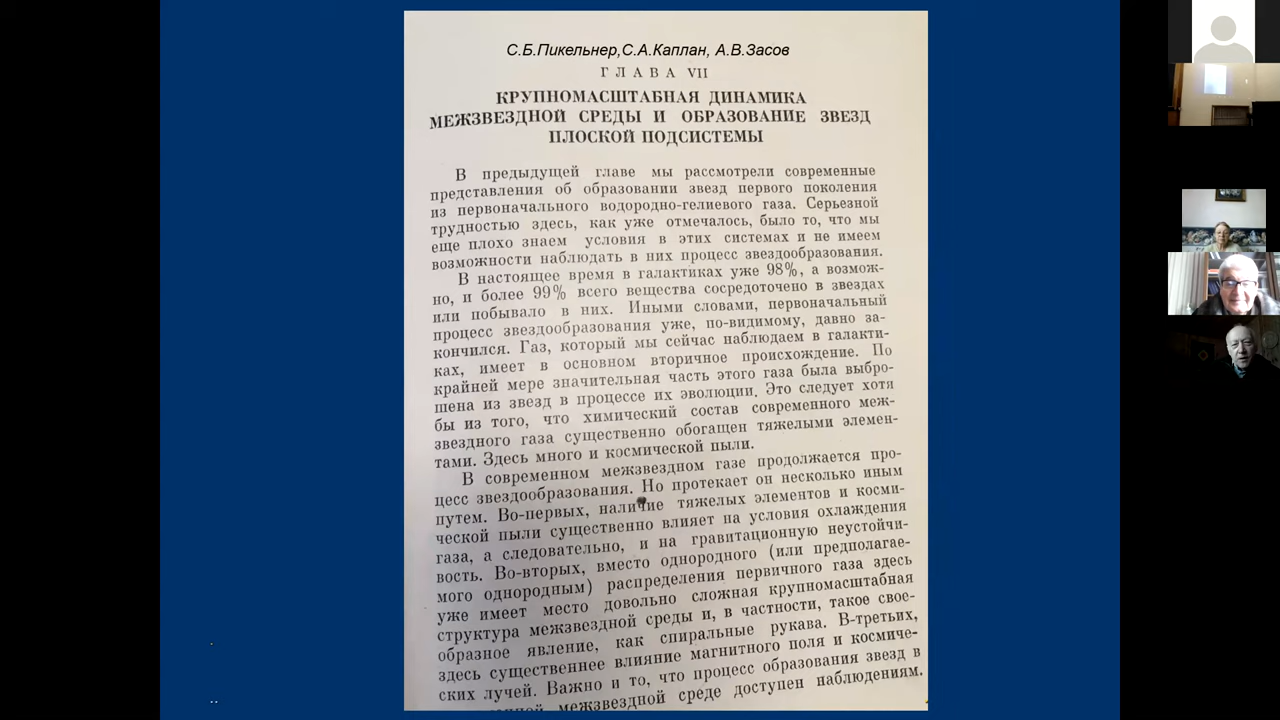 С.Б.Пикельнер,С.А.Каплан, А.В.Засов
ГЛАВА VII
КРУПНОМАСШТАБНАЯ ДИНАМИКА
МЕЖЗВЕЗДНОЙ СРЕДЫ И ОБРАЗОВАНИЕ ЗВЕЗД
ПЛОСКОЙ ПОДСИСТЕМЫ
В предыдущей главе мы рассмотрели современные
представления об образовании звезд первого поколения
из первоначального водородно-гелиевого газа. Серьезной
трудностью здесь, как уже отмечалось, было то, что мы
еще плохо знаем условия в этих системах и не имеем
возможности наблюдать в них процесс звездообразования.
В настоящее время в галактиках уже 98%, а возмож-
но, и более 99% всего вещества сосредоточено в звездах
или побывало в них. Иными словами, первоначальный
процесс звездообразования уже, по-видимому, давно за-
кончился. Газ, который мы сейчас наблюдаем в галакти-
ках, имеет в основном вторичное происхождение. По
крайней мере значительная часть этого газа была выбро-
шена из звезд в процессе их эволюции. Это следует хотя
бы из того, что химический состав современного меж-
звездного газа существенно обогащен тяжелыми элемен-
тами. Здесь много и космической пыли.
В современном межзвездном газе продолжается про-
цесс звездообразования. Но протекает он несколько иным
путем. Во-первых, наличие тяжелых элементов и косми-
ческой пыли существенно влияет на условия охлаждения
газа, а следовательно, и на гравитационную неустойчи-
вость. Во-вторых, вместо однородного (или предполагае-
мого однородным) распределения первичного газа здесь
уже имеет место довольно сложная крупномасштабная
структура межзвездной среды и, в частности, такое свое-
образное явление, как спиральные рукава. В-третьих,
здесь существеннее влияние магнитного поля и космиче-
ских лучей. Важно и то, что процесс образования звезд в
межзвездной среде доступен наблюдениям.